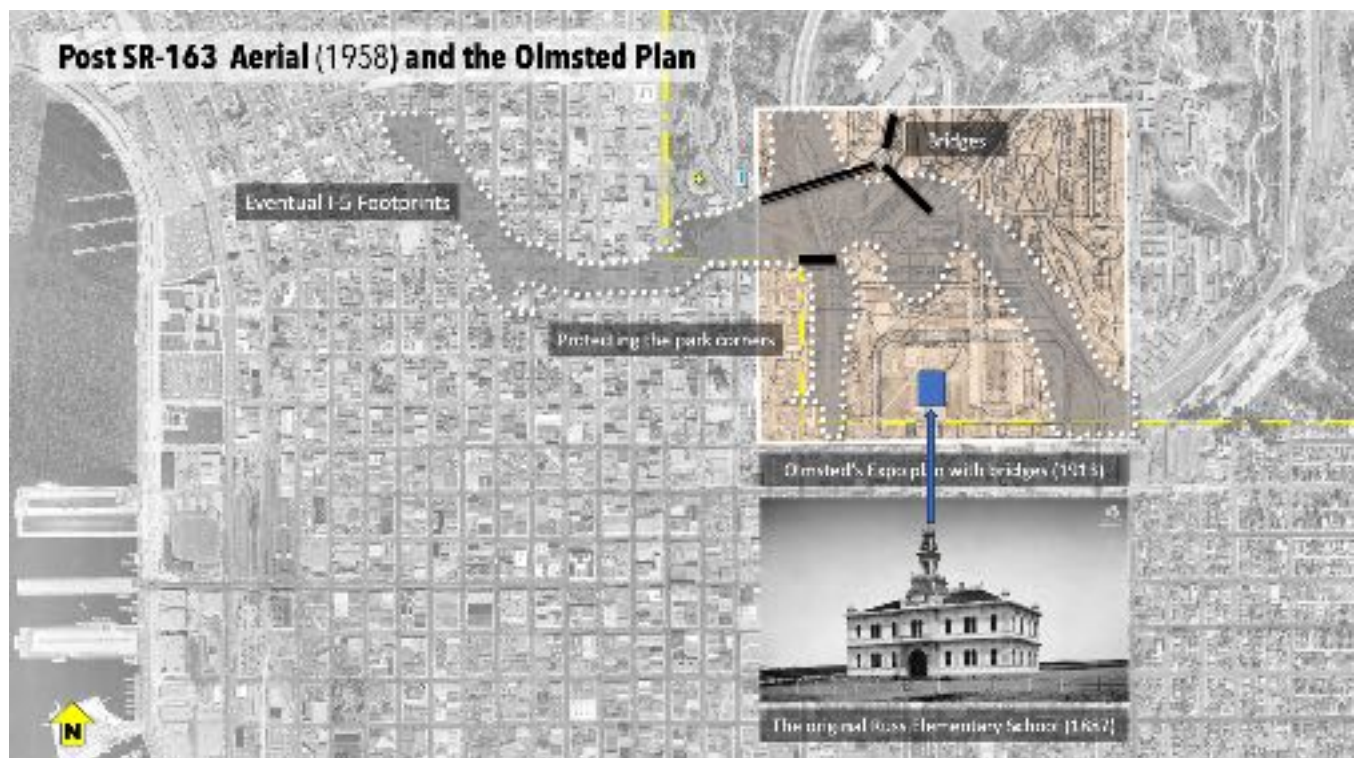 Post SR-163 Aerial (1958) and the Olmsted Plan
Bridges
Eventual I-5 Footprints
Protecting the park corners
Olmsted's Expo plan with bridges (1913)
The original Russ Elementary School (1887)
N